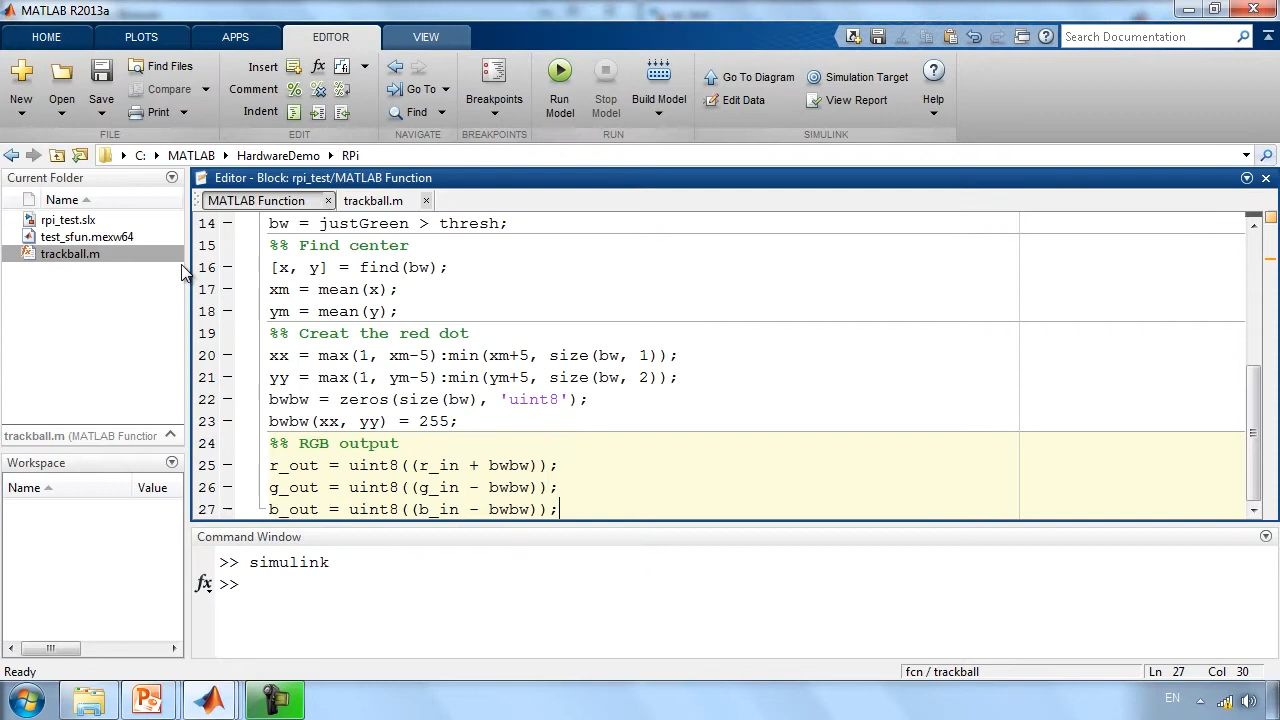 MATLAB R2013a
HOME PLOTS APPS EDITOR VIEW
Search Documentation
New Open Save Find Files Compare Print
Insert fx Comment Indent
Go To Find
Breakpoints
Run Model Stop Model Build Model
Go To Diagram Simulation Target
Edit Data View Report
Help
FILE EDIT NAVIGATE BREAKPOINTS RUN SIMULINK
C: MATLAB HardwareDemo RPi
Current Folder
Name
rpi_test.slx
test_sfun.mexw64
trackball.m
trackball.m (MATLAB Function
Workspace
Name Value
Editor - Block: rpi_test/MATLAB Function
MATLAB Function trackball.m
14 bw = justGreen > thresh;
15 %% Find center
16 [x, y] = find(bw);
17 xm = mean(x);
18 ym = mean(y);
19 %% Creat the red dot
20 xx = max(1, xm-5):min(xm+5, size(bw, 1));
21 yy = max(1, ym-5):min(ym+5, size(bw, 2));
22 bwbw = zeros(size(bw), 'uint8');
23 bwbw(xx, yy) = 255;
24 %% RGB output
25 r_out = uint8((r_in + bwbw));
26 g_out = uint8((g_in - bwbw));
27 b_out = uint8((b_in - bwbw));
Command Window
>> simulink
fx >>
Ready
fcn / trackball Ln 27 Col 30
EN